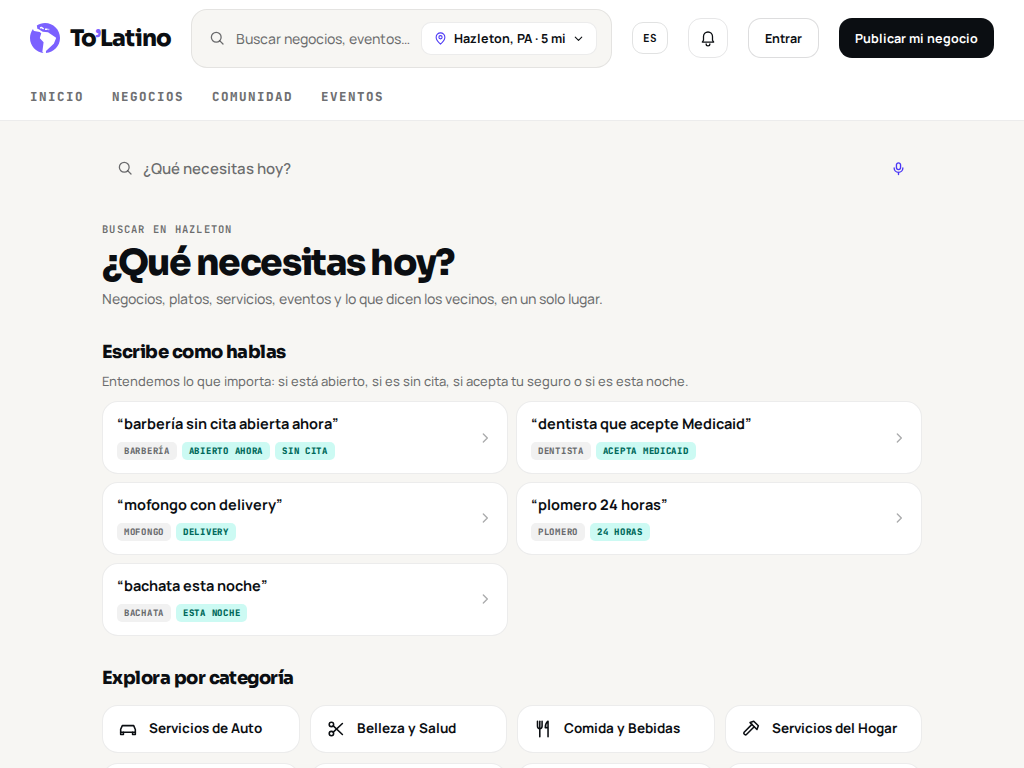 To'Latino
Buscar negocios, eventos...
Hazleton, PA · 5 mi
ES
Entrar
Publicar mi negocio
INICIO
NEGOCIOS
COMUNIDAD
EVENTOS
¿Qué necesitas hoy?
BUSCAR EN HAZLETON
¿Qué necesitas hoy?
Negocios, platos, servicios, eventos y lo que dicen los vecinos, en un solo lugar.
Escribe como hablas
Entendemos lo que importa: si está abierto, si es sin cita, si acepta tu seguro o si es esta noche.
“barbería sin cita abierta ahora”
BARBERÍA ABIERTO AHORA SIN CITA
“dentista que acepte Medicaid”
DENTISTA ACEPTA MEDICAID
“mofongo con delivery”
MOFONGO DELIVERY
“plomero 24 horas”
PLOMERO 24 HORAS
“bachata esta noche”
BACHATA ESTA NOCHE
Explora por categoría
Servicios de Auto
Belleza y Salud
Comida y Bebidas
Servicios del Hogar